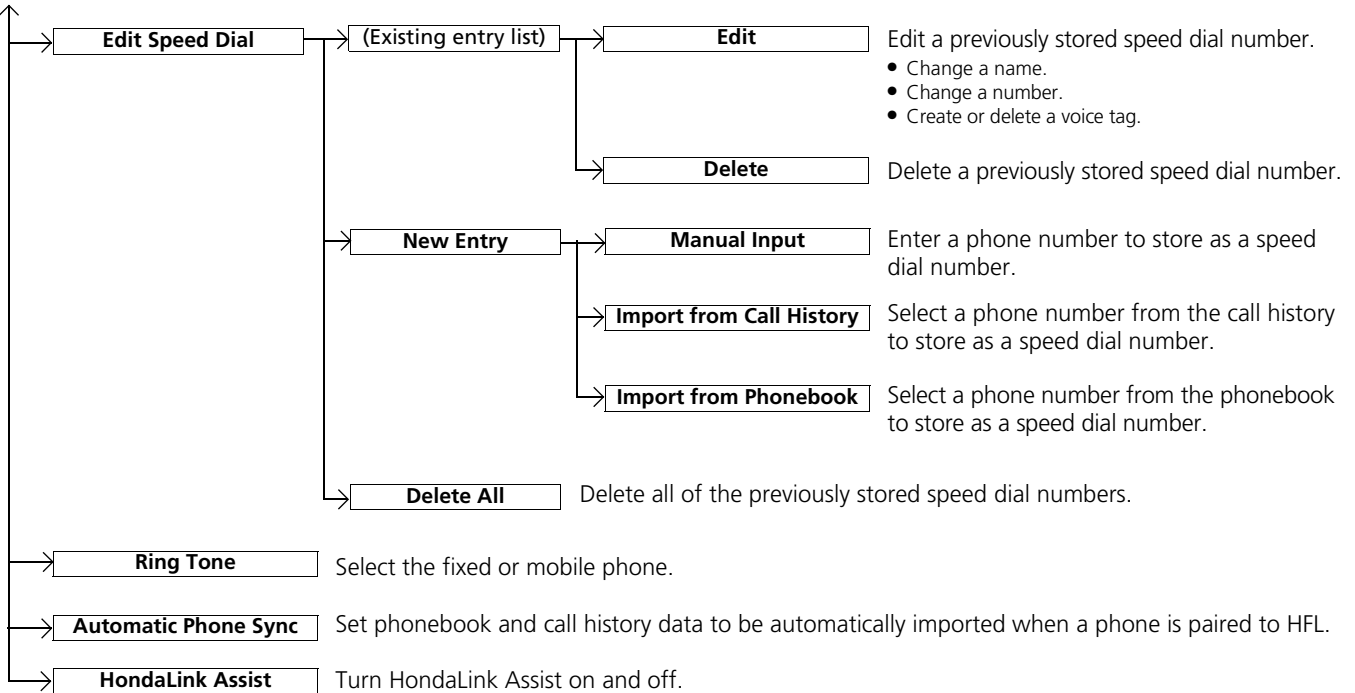 Edit Speed Dial
(Existing entry list)
Edit
Edit a previously stored speed dial number.
● Change a name.
● Change a number.
● Create or delete a voice tag.
Delete
Delete a previously stored speed dial number.
New Entry
Manual Input
Enter a phone number to store as a speed
dial number.
Import from Call History
Select a phone number from the call history
to store as a speed dial number.
Import from Phonebook
Select a phone number from the phonebook
to store as a speed dial number.
Delete All
Delete all of the previously stored speed dial numbers.
Ring Tone
Select the fixed or mobile phone.
Automatic Phone Sync
Set phonebook and call history data to be automatically imported when a phone is paired to HFL.
HondaLink Assist
Turn HondaLink Assist on and off.